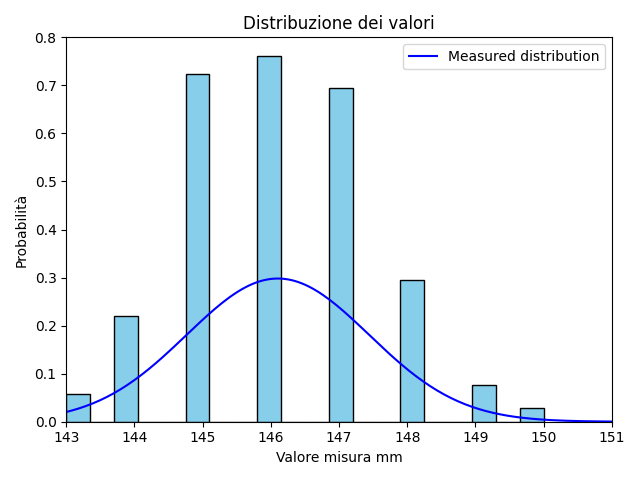 Distribuzione dei valori
Measured distribution
0.8
0.7
0.6
0.5
0.4
0.3
0.2
0.1
0.0
Probabilità
143 144 145 146 147 148 149 150 151
Valore misura mm